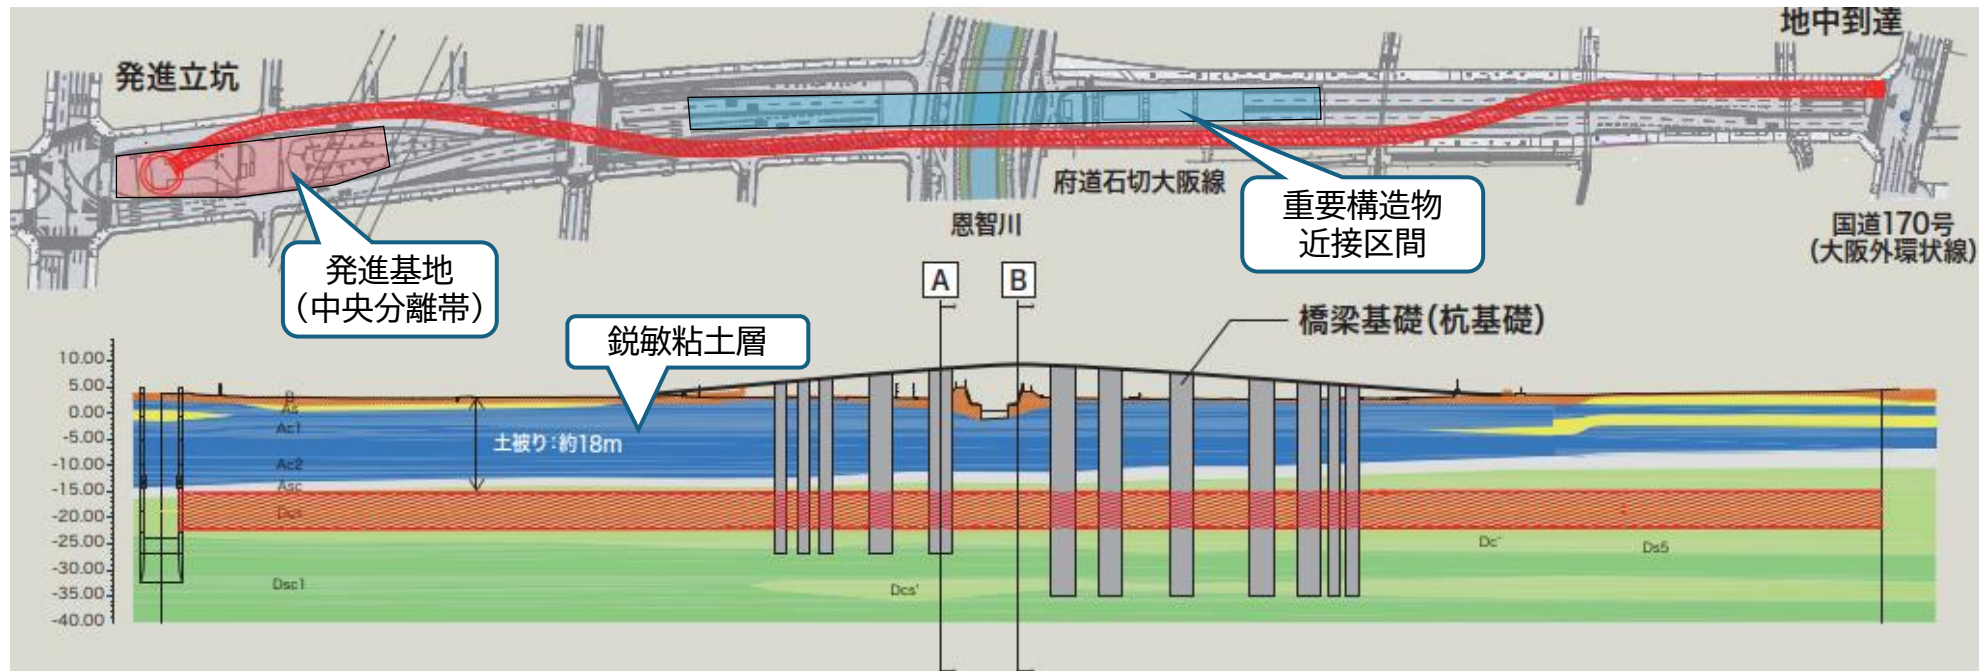 地中到達
発進立坑
府道石切大阪線
恩智川
重要構造物
近接区間
国道170号
(大阪外環状線)
発進基地
(中央分離帯)
A
B
橋梁基礎(杭基礎)
鋭敏粘土層
10.00
5.00
0.00
-5.00
-10.00
-15.00
-20.00
-25.00
-30.00
-35.00
-40.00
B
As
Ac1
Ac2
Asc
土被り:約18m
Dsc1
Dcs'
Dc'
Ds5